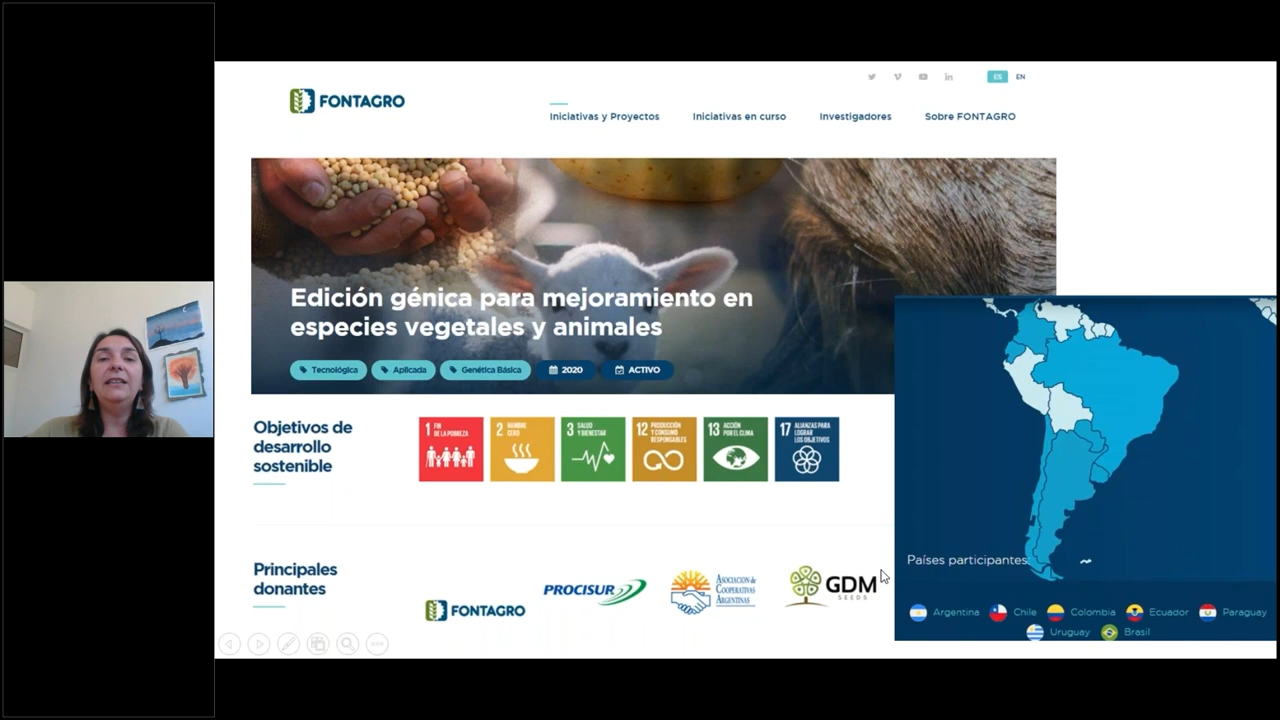 FONTAGRO
ES EN
Iniciativas y Proyectos Iniciativas en curso Investigadores Sobre FONTAGRO
Edición génica para mejoramiento en
especies vegetales y animales
Tecnológica Aplicada Genética Básica 2020 ACTIVO
Objetivos de
desarrollo
sostenible
1 FIN
DE LA POBREZA
2 HAMBRE
CERO
3 SALUD
Y BIENESTAR
12 PRODUCCIÓN
Y CONSUMO
RESPONSABLES
13 ACCIÓN
POR EL CLIMA
17 ALIANZAS PARA
LOGRAR
LOS OBJETIVOS
Principales
donantes
FONTAGRO
PROCISUR
ASOCIACION de
COOPERATIVAS
ARGENTINAS
GDM
SEEDS
Países participantes:
Argentina Chile Colombia Ecuador Paraguay
Uruguay Brasil